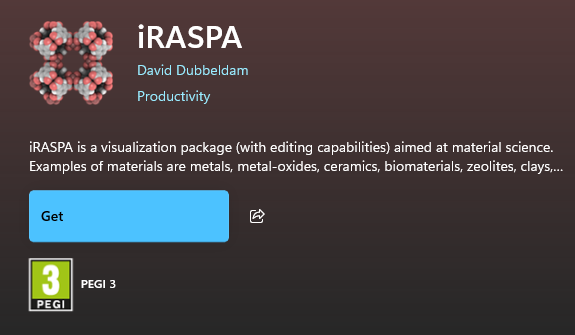 iRASPA
David Dubbeldam
Productivity
iRASPA is a visualization package (with editing capabilities) aimed at material science.
Examples of materials are metals, metal-oxides, ceramics, biomaterials, zeolites, clays,...
Get
3
PEGI
PEGI 3